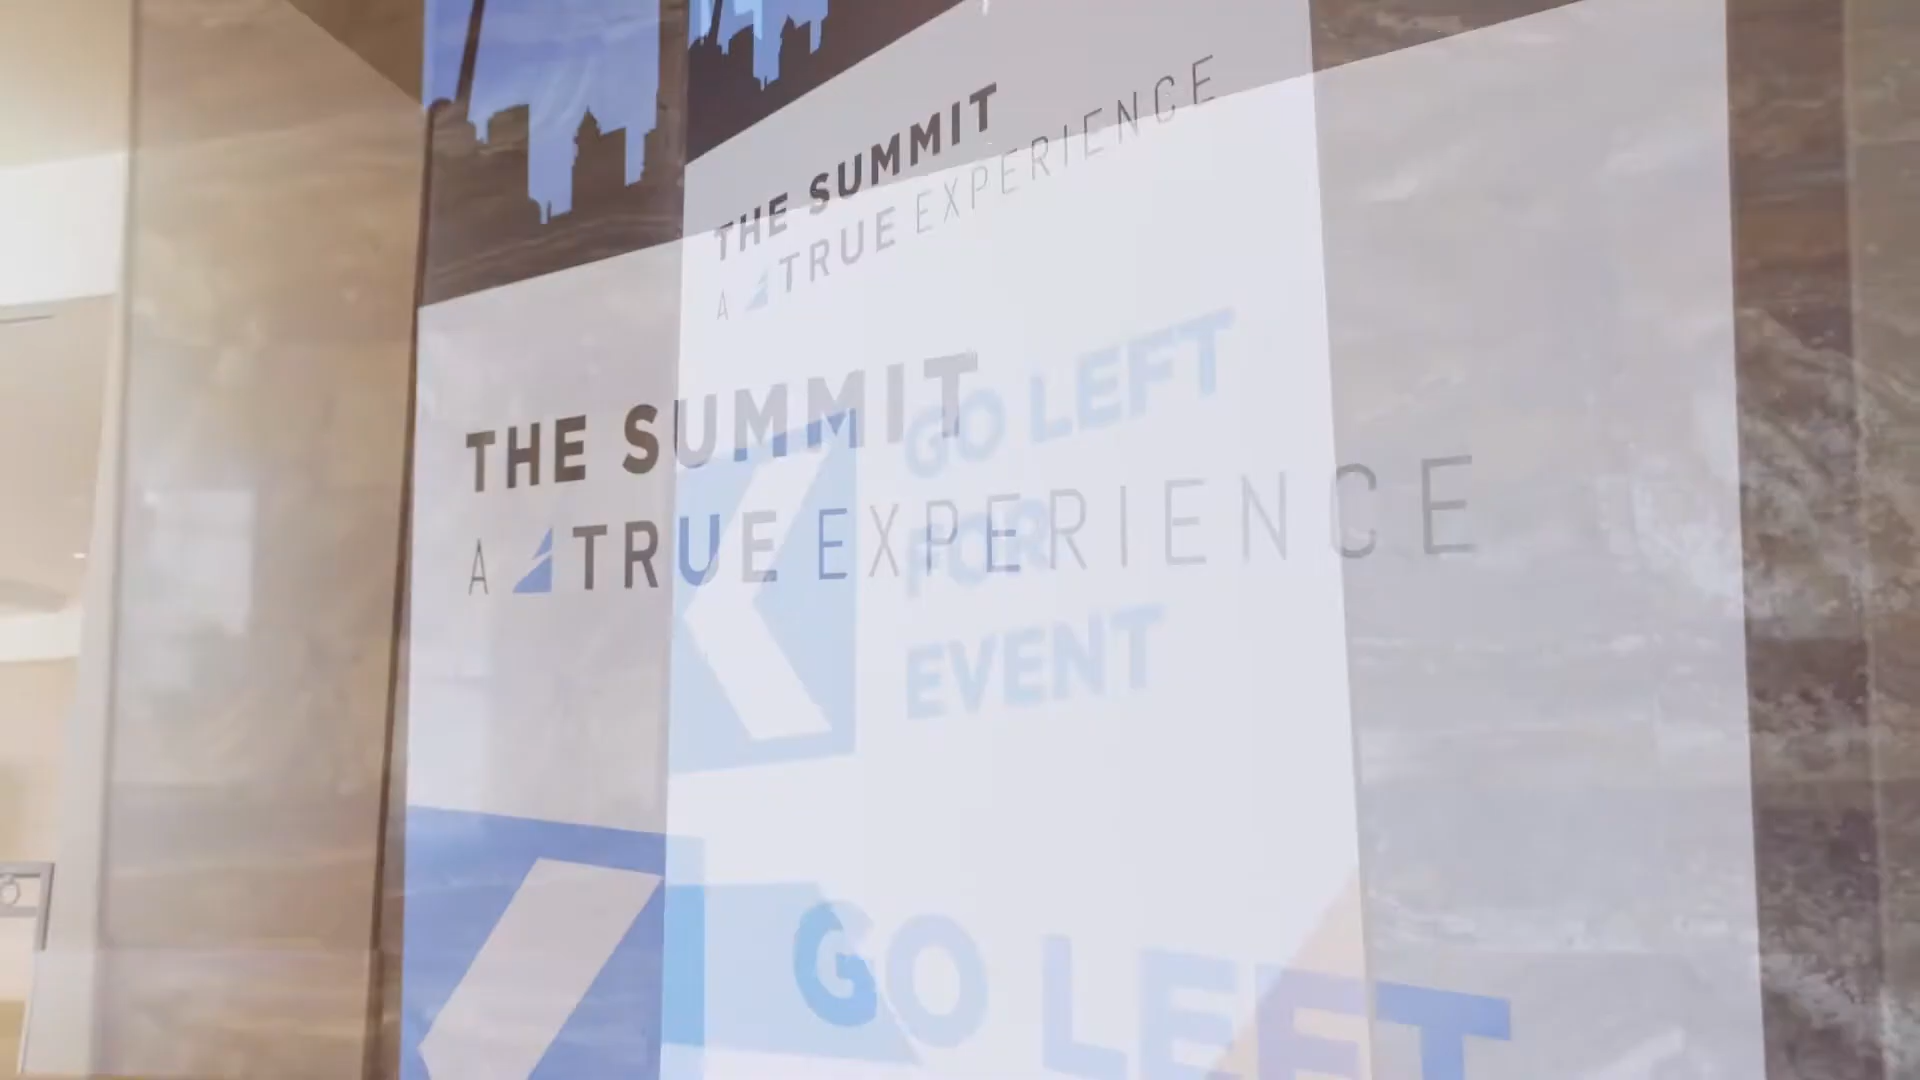 THE SUMMIT
A TRUE EXPERIENCE
GO LEFT
FOR
EVENT
THE SUMMIT
A TRUE EXPERIENCE
GO LEFT